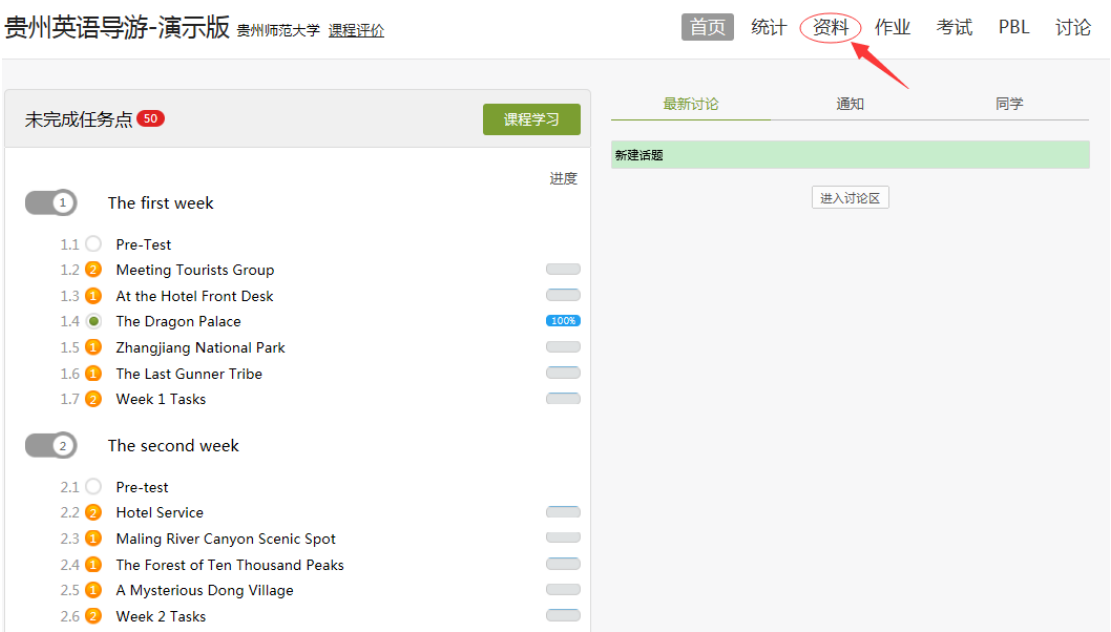 贵州英语导游-演示版 贵州师范大学 课程评价
首页 统计 资料 作业 考试 PBL 讨论
未完成任务点 50 课程学习
进度
1 The first week
1.1 Pre-Test
1.2 2 Meeting Tourists Group
1.3 1 At the Hotel Front Desk
1.4 The Dragon Palace 100%
1.5 1 Zhangjiang National Park
1.6 1 The Last Gunner Tribe
1.7 2 Week 1 Tasks
2 The second week
2.1 Pre-test
2.2 2 Hotel Service
2.3 1 Maling River Canyon Scenic Spot
2.4 1 The Forest of Ten Thousand Peaks
2.5 1 A Mysterious Dong Village
2.6 2 Week 2 Tasks
最新讨论 通知 同学
新建话题
进入讨论区